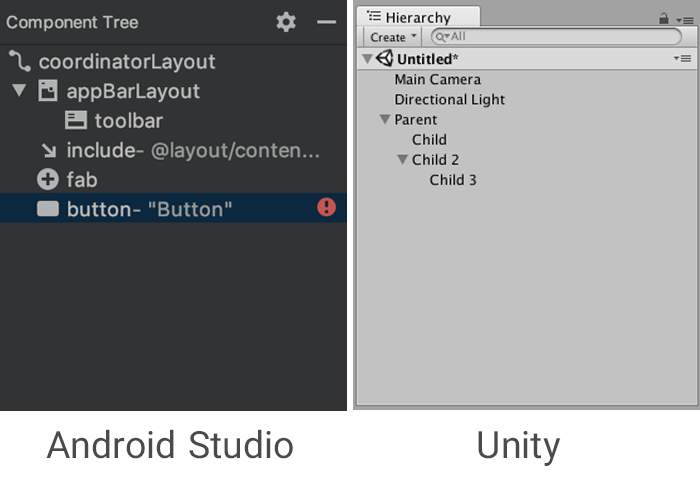 Component Tree
coordinatorLayout
appBarLayout
toolbar
include- @layout/conten...
fab
button- "Button"
Android Studio
Hierarchy
Create
All
Untitled*
Main Camera
Directional Light
Parent
Child
Child 2
Child 3
Unity